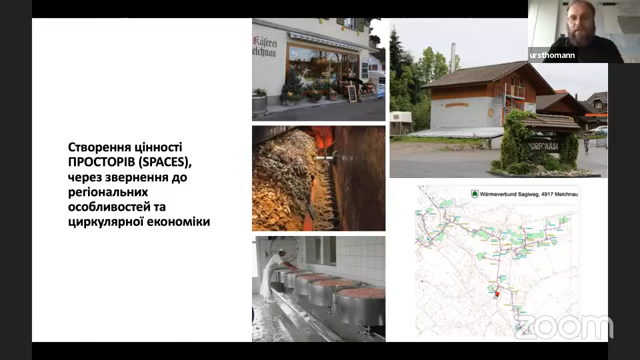 Створення цінності
ПРОСТОРІВ (SPACES),
через звернення до
регіональних
особливостей та
циркулярної економіки
Käserei
Melchnau
Wärmeverbund Sagiweg, 4917 Melchnau
ursthomann
zoom